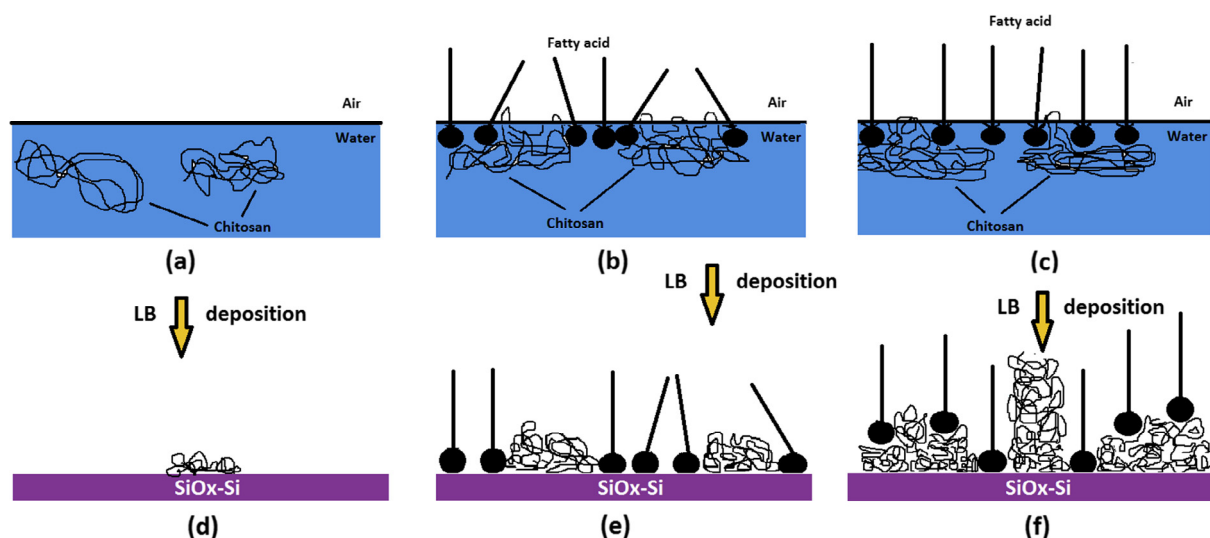 Air
Water
Chitosan
(a)
Fatty acid
Air
Water
Chitosan
(b)
Fatty acid
Air
Water
Chitosan
(c)
LB deposition
LB deposition
LB deposition
SiOx-Si
(d)
SiOx-Si
(e)
SiOx-Si
(f)